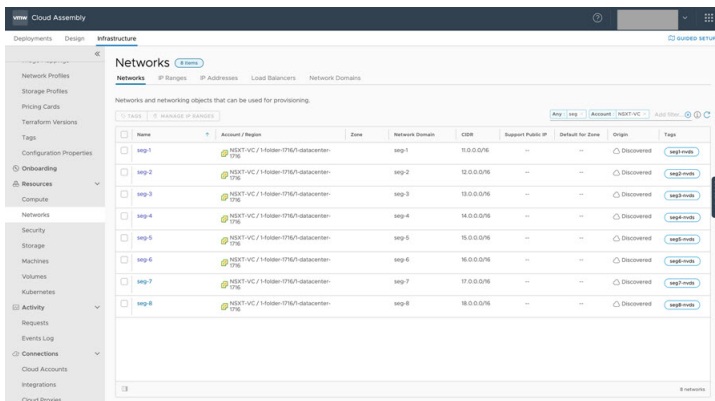 vmw Cloud Assembly
Deployments Design Infrastructure
GUIDED SETUP
Network Profiles
Storage Profiles
Pricing Cards
Terraform Versions
Tags
Configuration Properties
Onboarding
Resources
Compute
Networks
Security
Storage
Machines
Volumes
Kubernetes
Activity
Requests
Events Log
Connections
Cloud Accounts
Integrations
Cloud Proxies
Networks 8 items
Networks IP Ranges IP Addresses Load Balancers Network Domains
Networks and networking objects that can be used for provisioning.
TAGS MANAGE IP RANGES
Any seg Account NSXT-VC Add filter...
Name Account / Region Zone Network Domain CIDR Support Public IP Default for Zone Origin Tags
seg-1 NSXT-VC / 1-folder-1716/1-datacenter-1716 seg-1 11.0.0.0/16 -- -- Discovered seg1-nvds
seg-2 NSXT-VC / 1-folder-1716/1-datacenter-1716 seg-2 12.0.0.0/16 -- -- Discovered seg2-nvds
seg-3 NSXT-VC / 1-folder-1716/1-datacenter-1716 seg-3 13.0.0.0/16 -- -- Discovered seg3-nvds
seg-4 NSXT-VC / 1-folder-1716/1-datacenter-1716 seg-4 14.0.0.0/16 -- -- Discovered seg4-nvds
seg-5 NSXT-VC / 1-folder-1716/1-datacenter-1716 seg-5 15.0.0.0/16 -- -- Discovered seg5-nvds
seg-6 NSXT-VC / 1-folder-1716/1-datacenter-1716 seg-6 16.0.0.0/16 -- -- Discovered seg6-nvds
seg-7 NSXT-VC / 1-folder-1716/1-datacenter-1716 seg-7 17.0.0.0/16 -- -- Discovered seg7-nvds
seg-8 NSXT-VC / 1-folder-1716/1-datacenter-1716 seg-8 18.0.0.0/16 -- -- Discovered seg8-nvds
8 networks